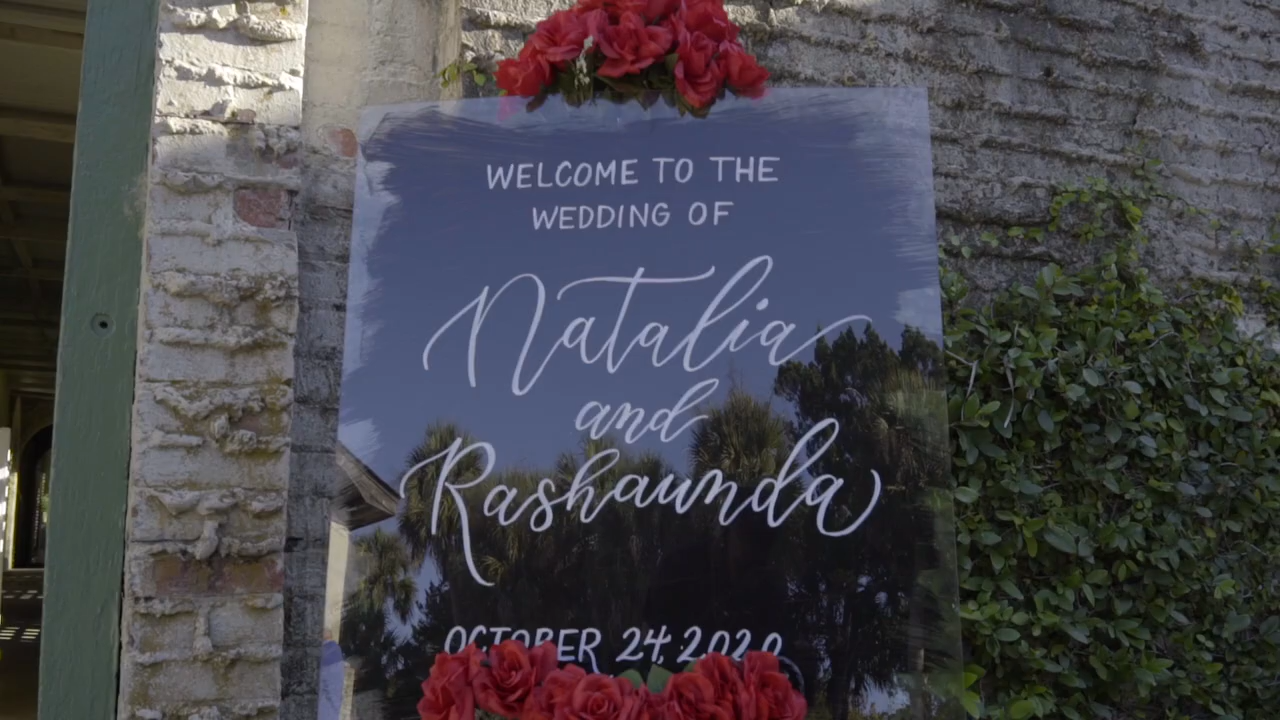 WELCOME TO THE
WEDDING OF
Natalia
and
Rashaunda
OCTOBER 24, 2020